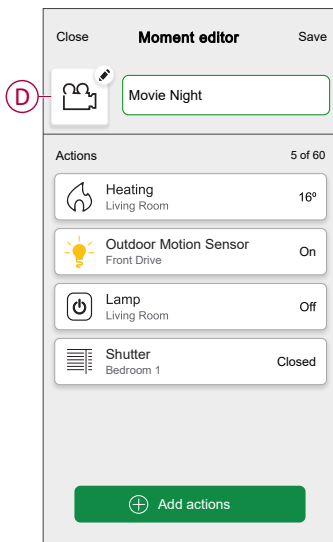 Close Moment editor Save
D
Movie Night
Actions 5 of 60
Heating
Living Room
16º
Outdoor Motion Sensor
Front Drive
On
Lamp
Living Room
Off
Shutter
Bedroom 1
Closed
Add actions